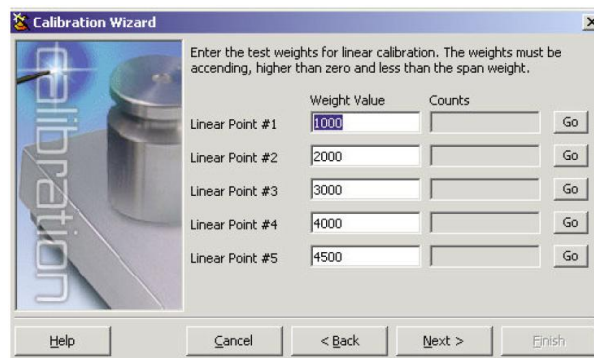 Calibration Wizard
Enter the test weights for linear calibration. The weights must be
accending, higher than zero and less than the span weight.
Weight Value Counts
Linear Point #1 1000 Go
Linear Point #2 2000 Go
Linear Point #3 3000 Go
Linear Point #4 4000 Go
Linear Point #5 4500 Go
Calibration
Help Cancel < Back Next > Finish